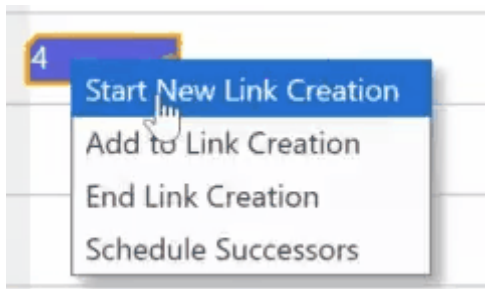 4
Start New Link Creation
Add to Link Creation
End Link Creation
Schedule Successors